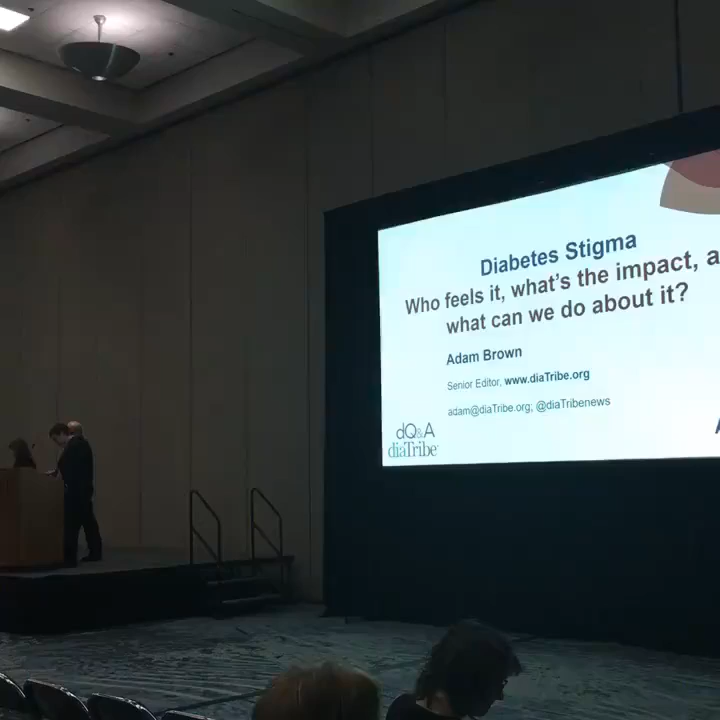 Diabetes Stigma
Who feels it, what's the impact, a
what can we do about it?
Adam Brown
Senior Editor, www.diaTribe.org
adam@diaTribe.org; @diaTribenews
dQ&A
diaTribe